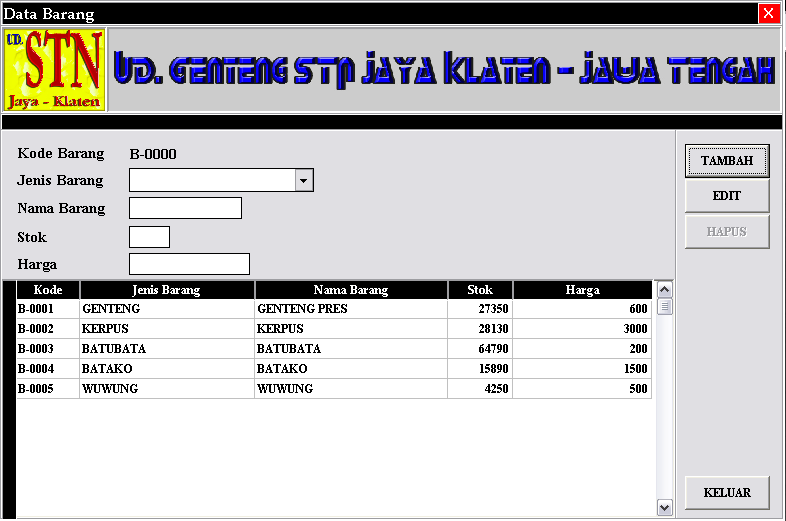 Data Barang
UD.
STN
Jaya - Klaten
UD. GENTENG STN JAYA KLATEN - JAWA TENGAH
Kode Barang B-0000
Jenis Barang
Nama Barang
Stok
Harga
TAMBAH
EDIT
HAPUS
Kode Jenis Barang Nama Barang Stok Harga
B-0001 GENTENG GENTENG PRES 27350 600
B-0002 KERPUS KERPUS 28130 3000
B-0003 BATUBATA BATUBATA 64790 200
B-0004 BATAKO BATAKO 15890 1500
B-0005 WUWUNG WUWUNG 4250 500
KELUAR